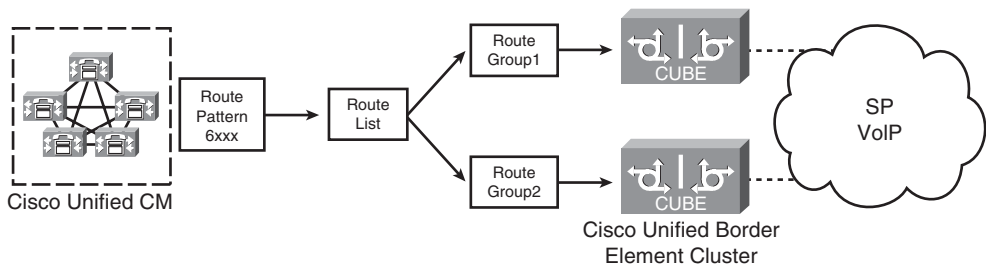 Cisco Unified CM
Route
Pattern
6xxx
Route
List
Route
Group1
Route
Group2
CUBE
CUBE
Cisco Unified Border
Element Cluster
SP
VoIP